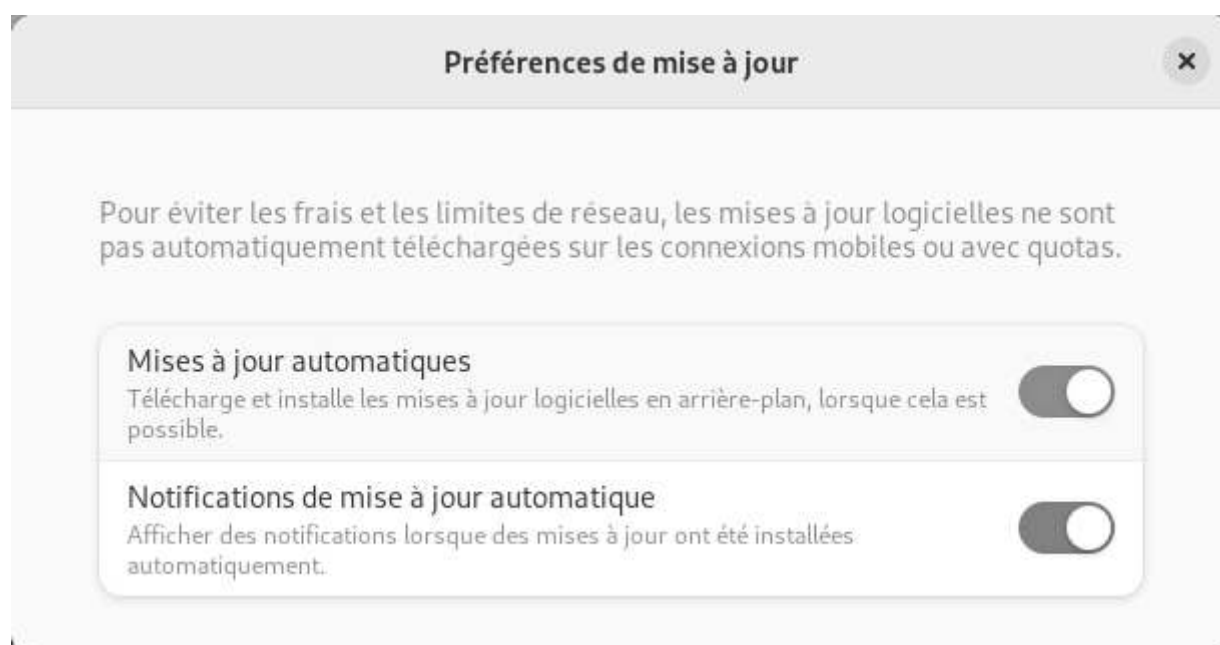 Préférences de mise à jour
Pour éviter les frais et les limites de réseau, les mises à jour logicielles ne sont
pas automatiquement téléchargées sur les connexions mobiles ou avec quotas.
Mises à jour automatiques
Télécharge et installe les mises à jour logicielles en arrière-plan, lorsque cela est
possible.
Notifications de mise à jour automatique
Afficher des notifications lorsque des mises à jour ont été installées
automatiquement.